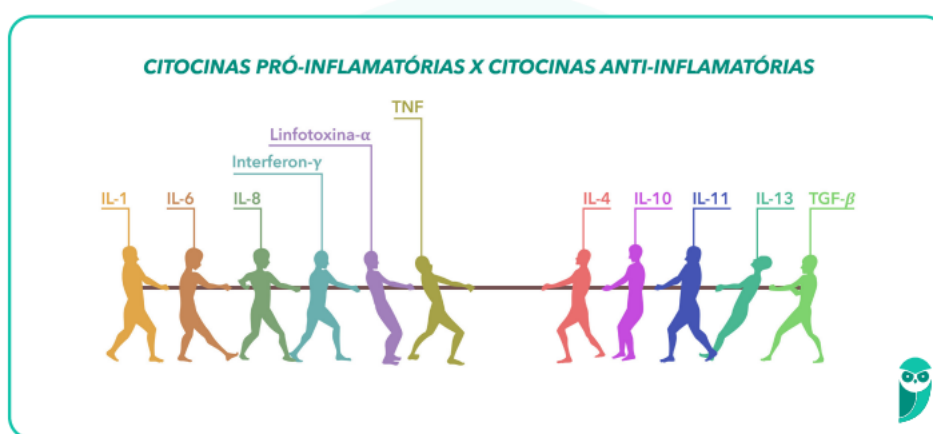 CITOCINAS PRÓ-INFLAMATÓRIAS X CITOCINAS ANTI-INFLAMATÓRIAS
TNF
Linfotoxina-α
Interferon-γ
IL-1
IL-6
IL-8
IL-4
IL-10
IL-11
IL-13
TGF-β